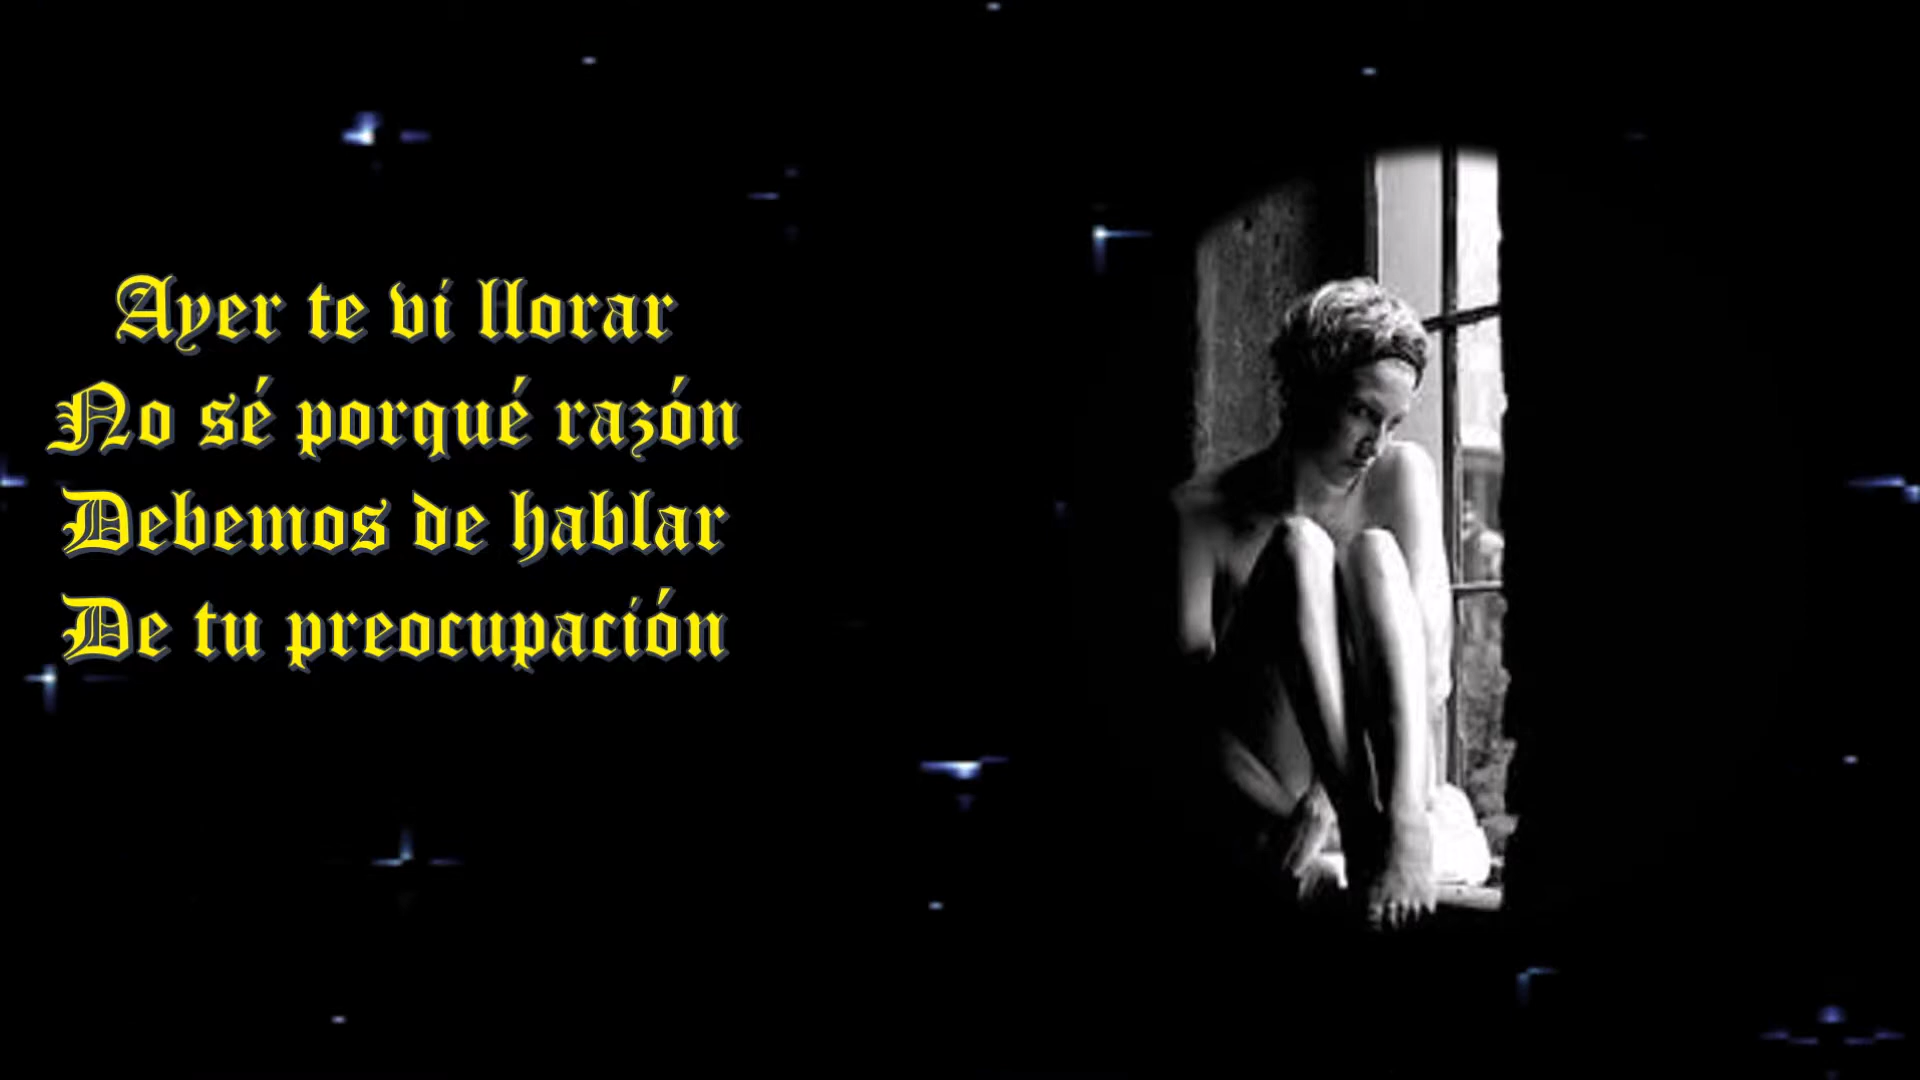 Ayer te vi llorar
No sé porqué razón
Debemos de hablar
De tu preocupación